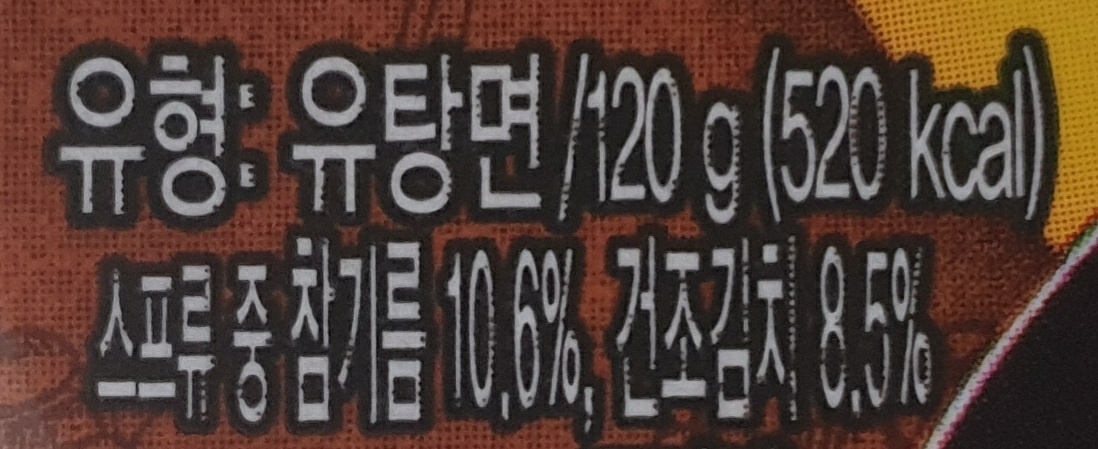 유형: 유탕면/120 g (520 kcal)
스프류 중 참기름 10.6%, 건조김치 8.5%